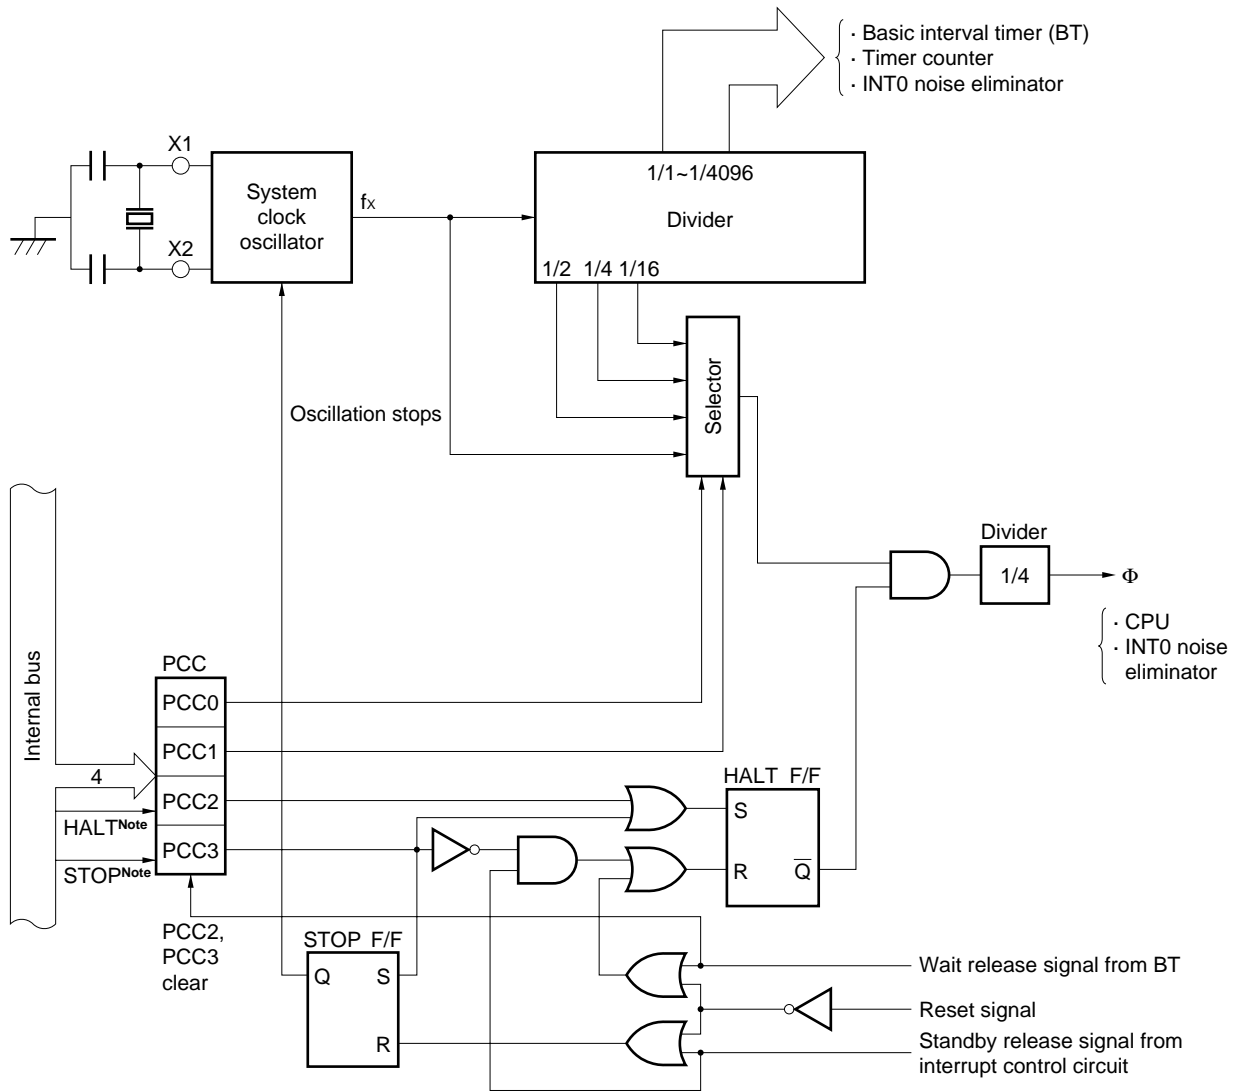 · Basic interval timer (BT)
· Timer counter
· INT0 noise eliminator
X1
X2
System
clock
oscillator
fX
1/1~1/4096
Divider
1/2 1/4 1/16
Selector
Oscillation stops
Divider
1/4
Φ
· CPU
· INT0 noise
eliminator
Internal bus
4
HALTNote
STOPNote
PCC
PCC0
PCC1
PCC2
PCC3
PCC2,
PCC3
clear
HALT F/F
S
R
Q̅
STOP F/F
Q
S
R
Wait release signal from BT
Reset signal
Standby release signal from
interrupt control circuit